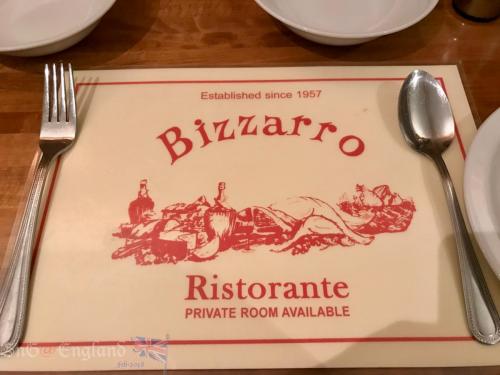 Established since 1957
Bizzarro
Ristorante
PRIVATE ROOM AVAILABLE